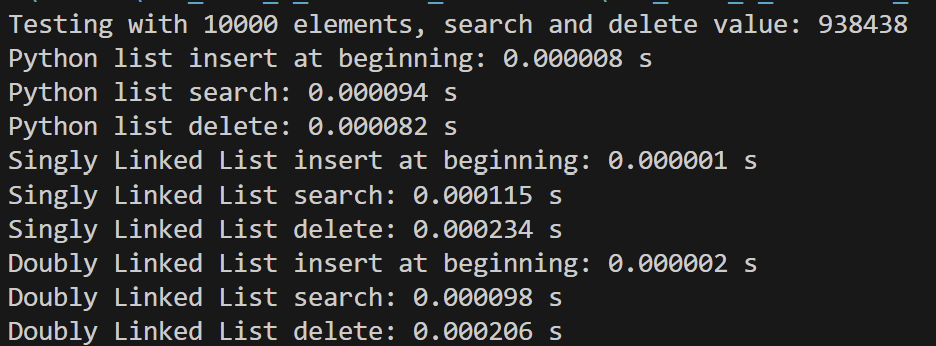 Testing with 10000 elements, search and delete value: 938438
Python list insert at beginning: 0.000008 s
Python list search: 0.000094 s
Python list delete: 0.000082 s
Singly Linked List insert at beginning: 0.000001 s
Singly Linked List search: 0.000115 s
Singly Linked List delete: 0.000234 s
Doubly Linked List insert at beginning: 0.000002 s
Doubly Linked List search: 0.000098 s
Doubly Linked List delete: 0.000206 s